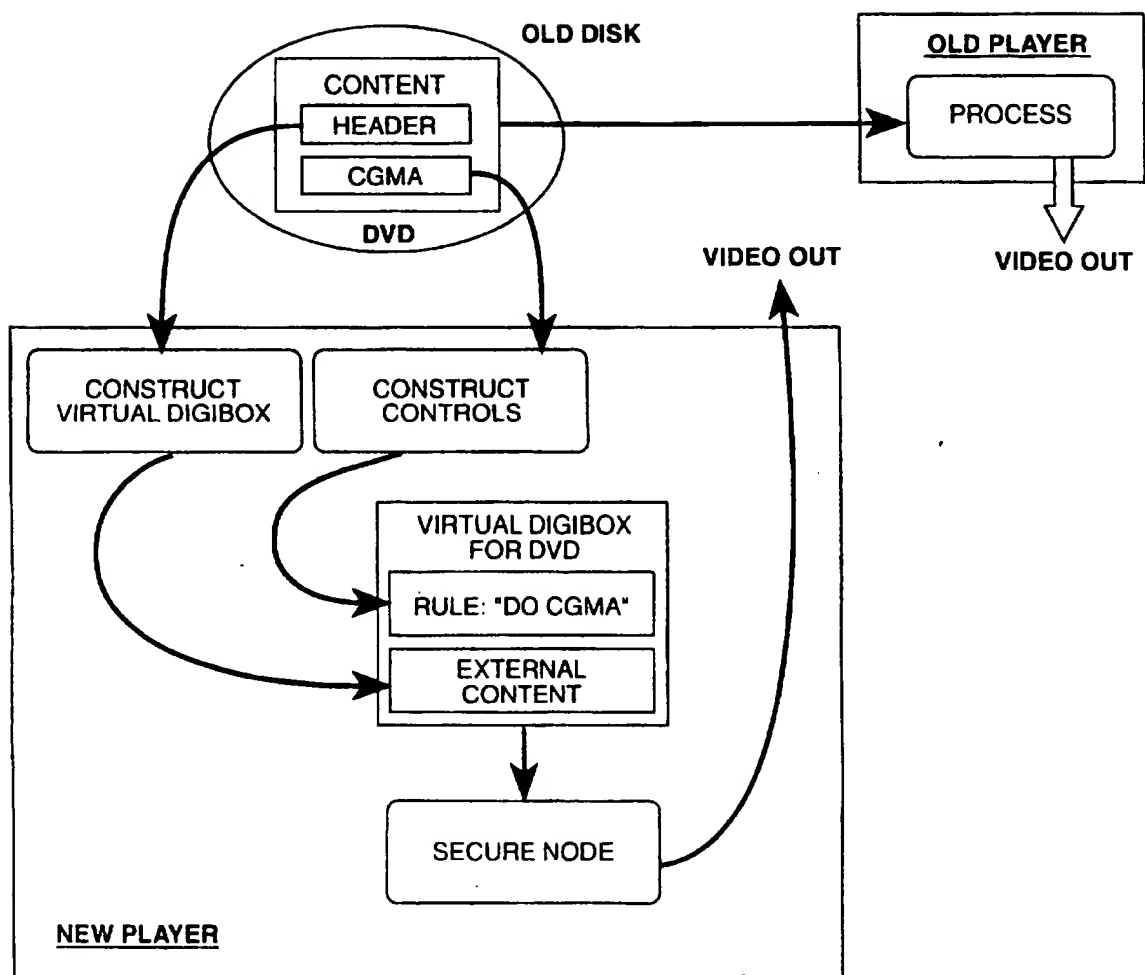 OLD DISK
CONTENT
HEADER
CGMA
DVD
OLD PLAYER
PROCESS
VIDEO OUT
VIDEO OUT
CONSTRUCT
VIRTUAL DIGIBOX
CONSTRUCT
CONTROLS
VIRTUAL DIGIBOX
FOR DVD
RULE: "DO CGMA"
EXTERNAL
CONTENT
SECURE NODE
NEW PLAYER